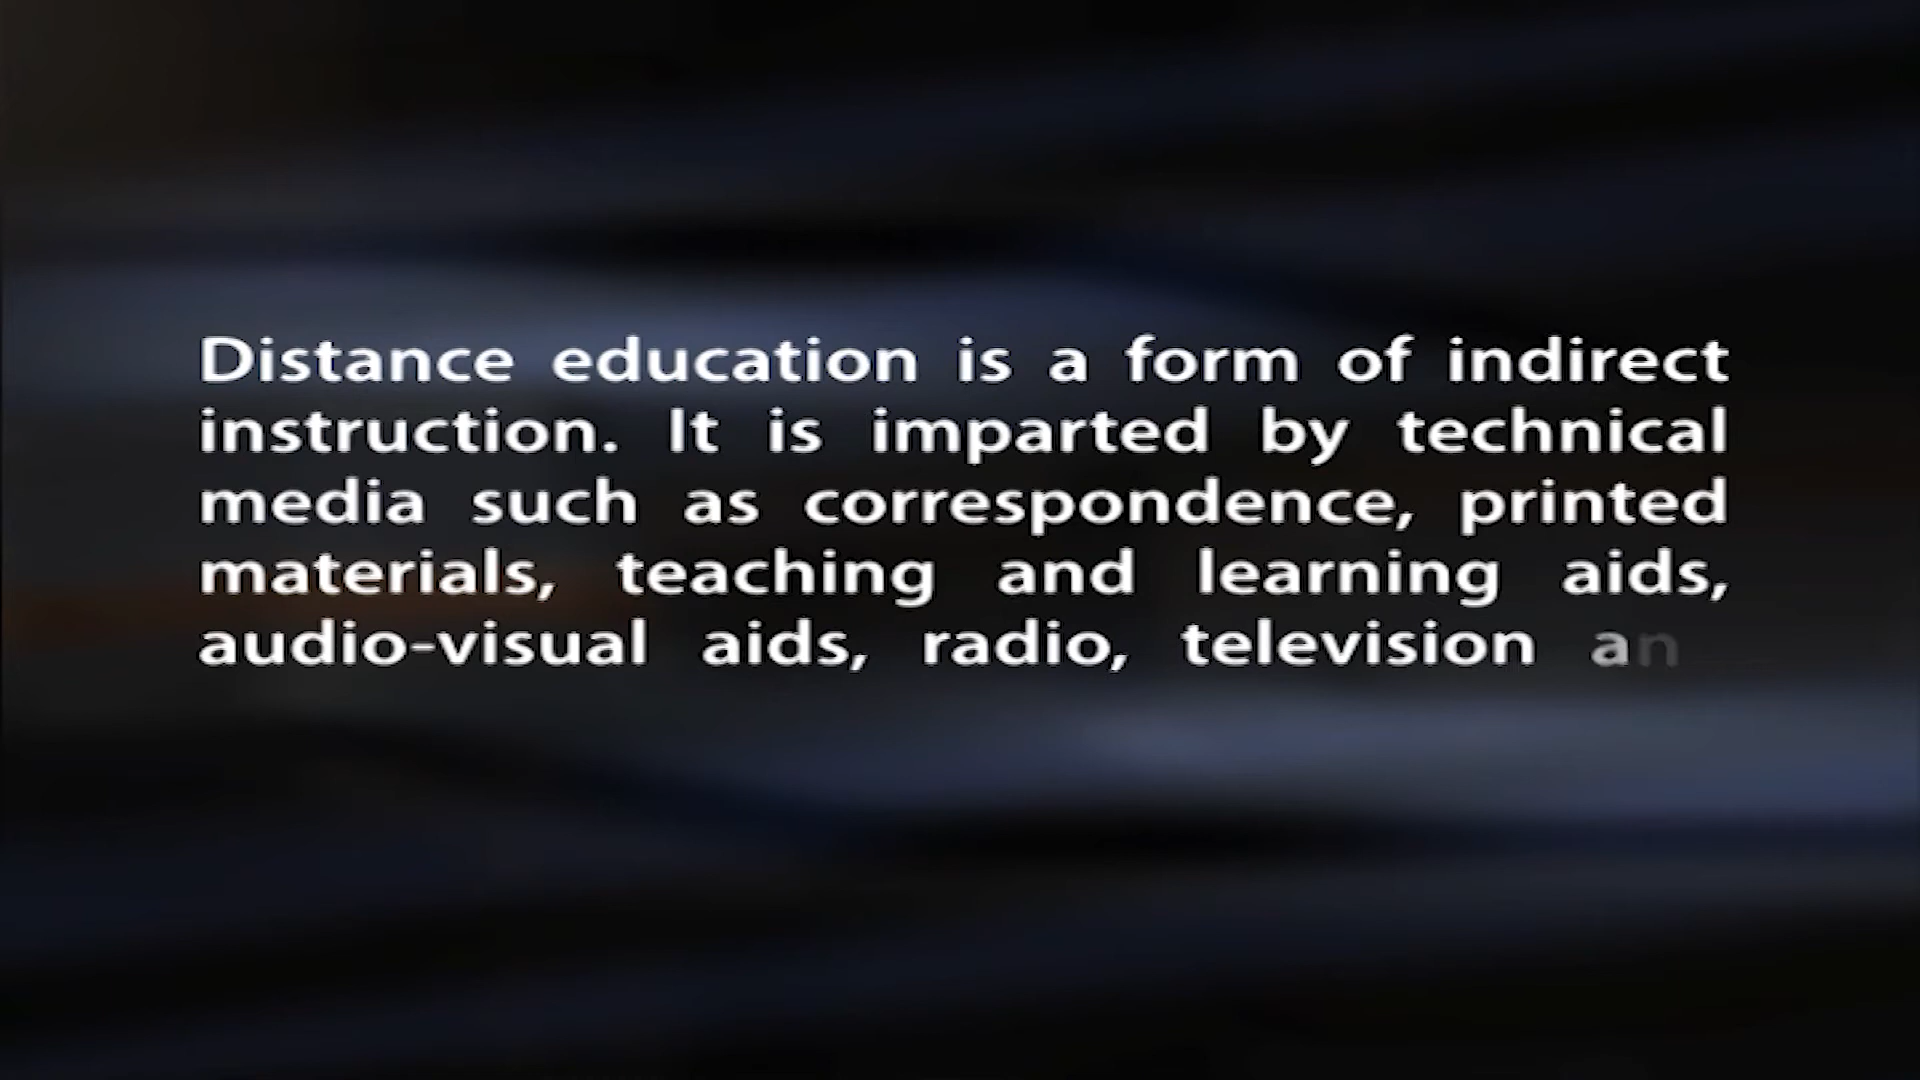 Distance education is a form of indirect
instruction. It is imparted by technical
media such as correspondence, printed
materials, teaching and learning aids,
audio-visual aids, radio, television an